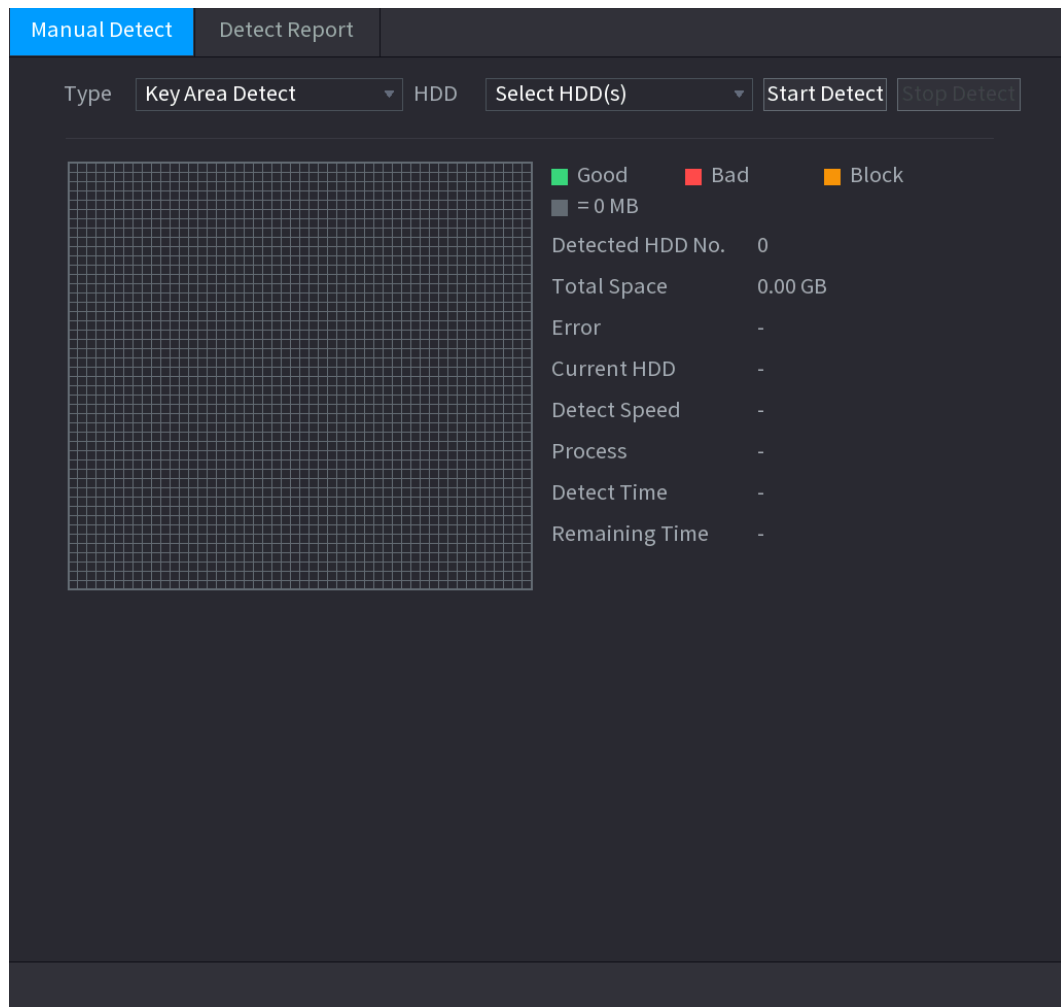 Manual Detect Detect Report
Type Key Area Detect HDD Select HDD(s) Start Detect Stop Detect
Good Bad Block
= 0 MB
Detected HDD No. 0
Total Space 0.00 GB
Error -
Current HDD -
Detect Speed -
Process -
Detect Time -
Remaining Time -